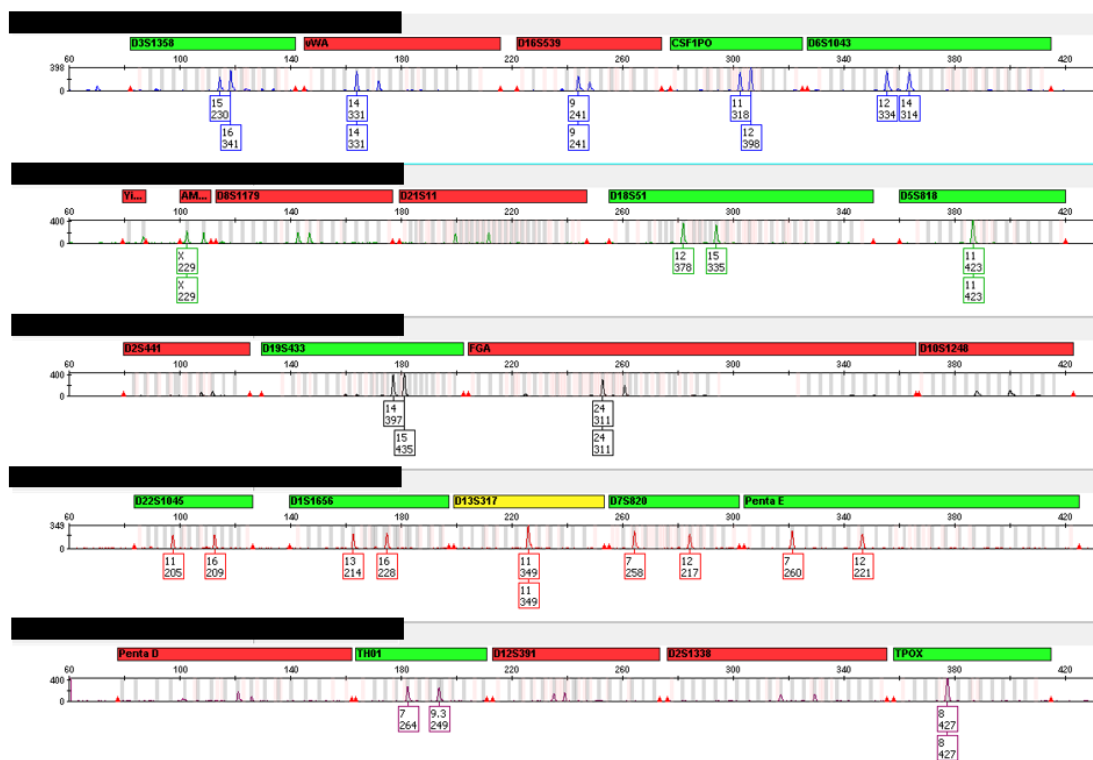 D3S1358 vWA D16S539 CSF1PO D6S1043
60 100 140 180 220 260 300 340 380 420
398
0
15 14 9 11 12 14
230 331 241 318 334 314
16 14 9 12
341 331 241 398
Yi... AM... D8S1179 D21S11 D18S51 D5S818
60 100 140 180 220 260 300 340 380 420
400
0
X 12 15 11
229 378 335 423
X 11
229 423
D2S441 D19S433 FGA D10S1248
60 100 140 180 220 260 300 340 380 420
400
0
14 24
397 311
15 24
435 311
D22S1045 D1S1656 D13S317 D7S820 Penta E
60 100 140 180 220 260 300 340 380 420
349
0
11 16 13 16 11 7 12 7 12
205 209 214 228 349 258 217 260 221
11
349
Penta D TH01 D12S391 D2S1338 TPOX
60 100 140 180 220 260 300 340 380 420
400
0
7 9.3 8
264 249 427
8
427